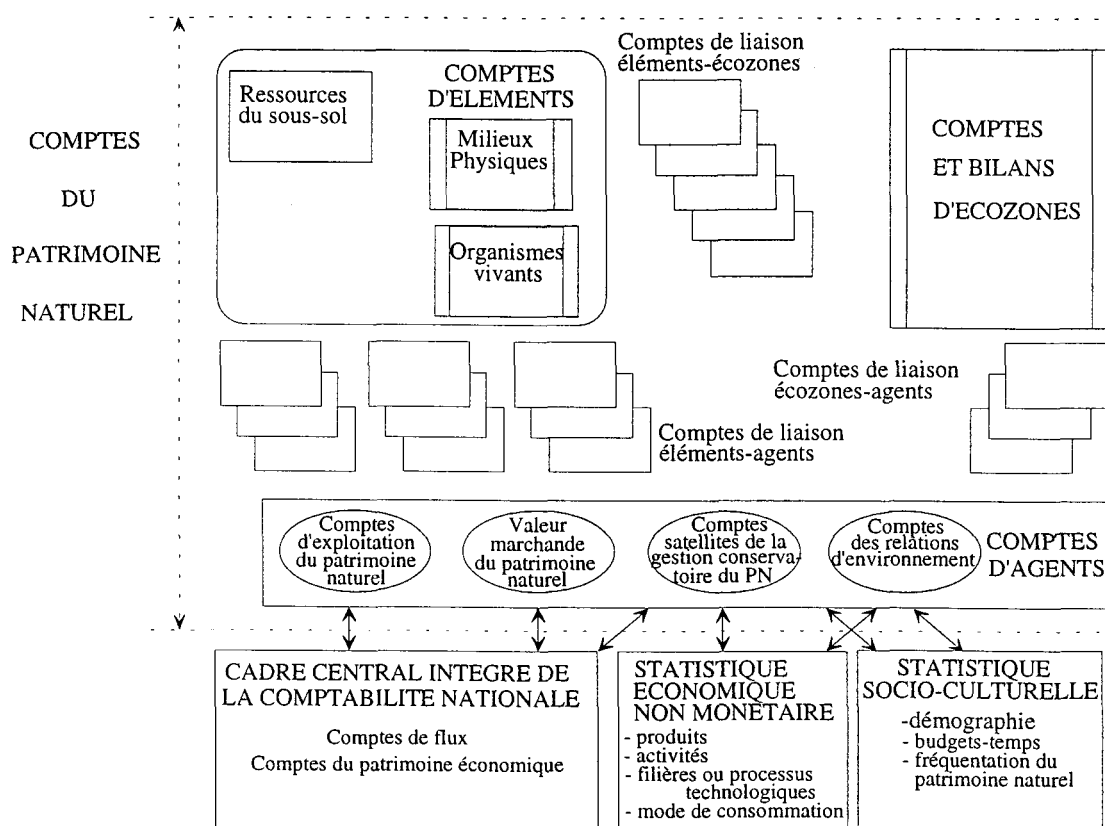 COMPTES
DU
PATRIMOINE
NATUREL
Ressources
du sous-sol
COMPTES
D'ELEMENTS
Milieux
Physiques
Organismes
vivants
Comptes de liaison
éléments-écozones
COMPTES
ET BILANS
D'ECOZONES
Comptes de liaison
éléments-agents
Comptes de liaison
écozones-agents
Comptes
d'exploitation
du patrimoine
naturel
Valeur
marchande
du patrimoine
naturel
Comptes
satellites de la
gestion conserva-
toire du PN
Comptes
des relations
d'environnement
COMPTES
D'AGENTS
CADRE CENTRAL INTEGRE DE
LA COMPTABILITE NATIONALE
Comptes de flux
Comptes du patrimoine économique
STATISTIQUE
ECONOMIQUE
NON MONETAIRE
- produits
- activités
- filières ou processus
technologiques
- mode de consommation
STATISTIQUE
SOCIO-CULTURELLE
-démographie
- budgets-temps
- fréquentation du
patrimoine naturel